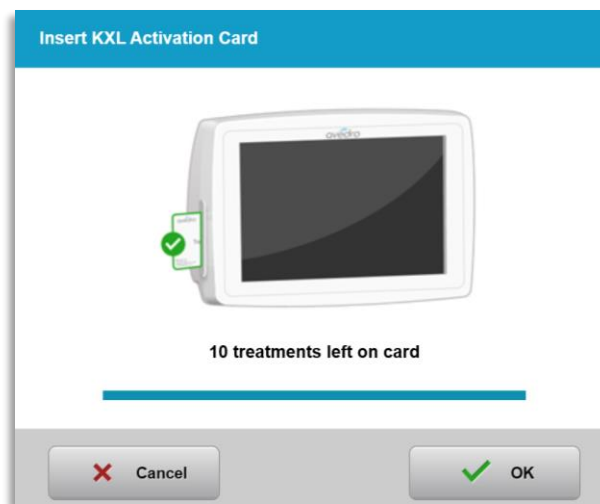 Insert KXL Activation Card
avedro
10 treatments left on card
Cancel
OK